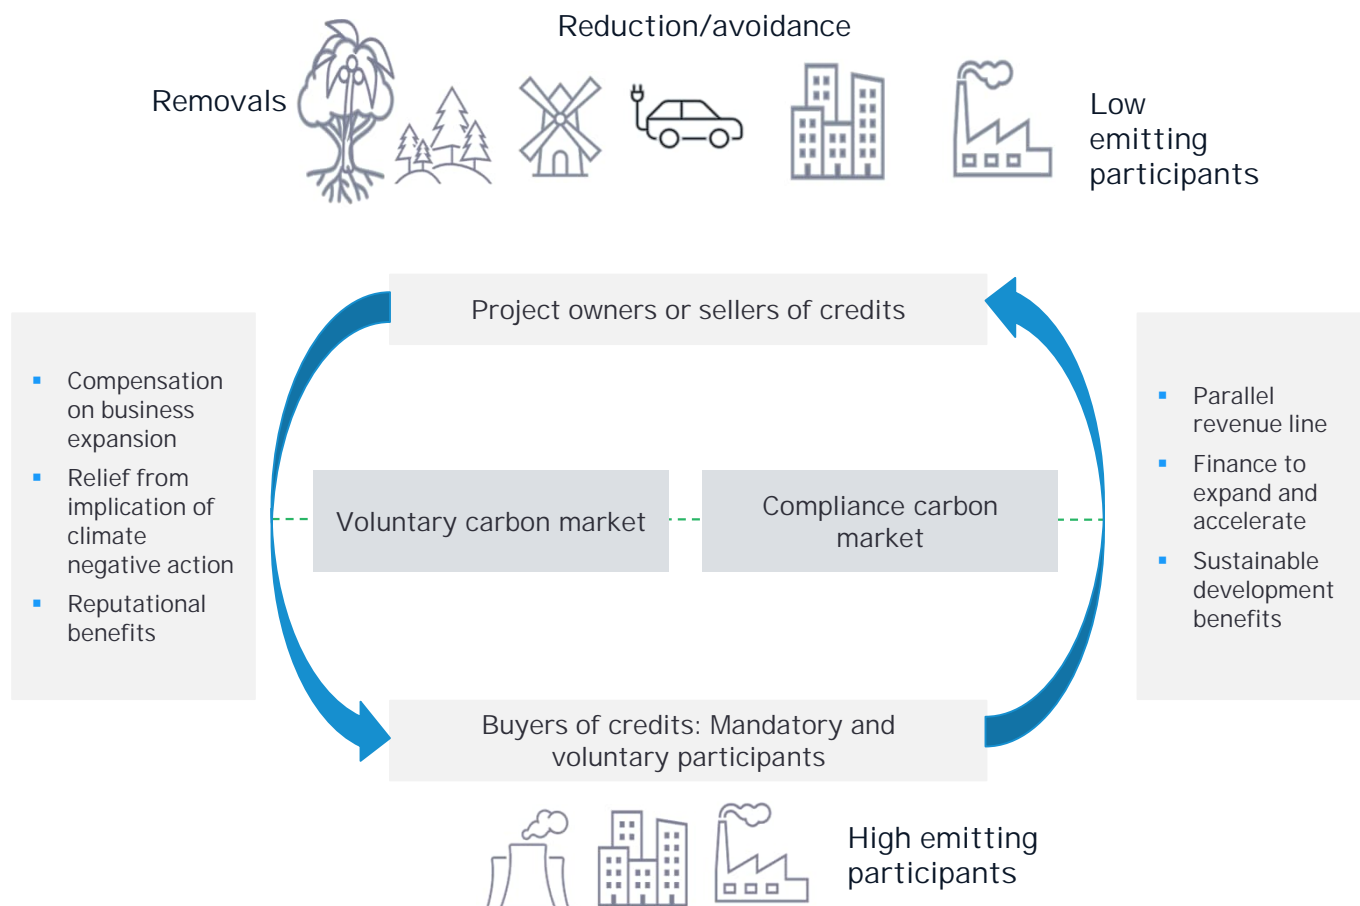 Reduction/avoidance
Removals
Low
emitting
participants
Project owners or sellers of credits
Compensation
on business
expansion
Relief from
implication of
climate
negative action
Reputational
benefits
Voluntary carbon market
Compliance carbon
market
Parallel
revenue line
Finance to
expand and
accelerate
Sustainable
development
benefits
Buyers of credits: Mandatory and
voluntary participants
High emitting
participants